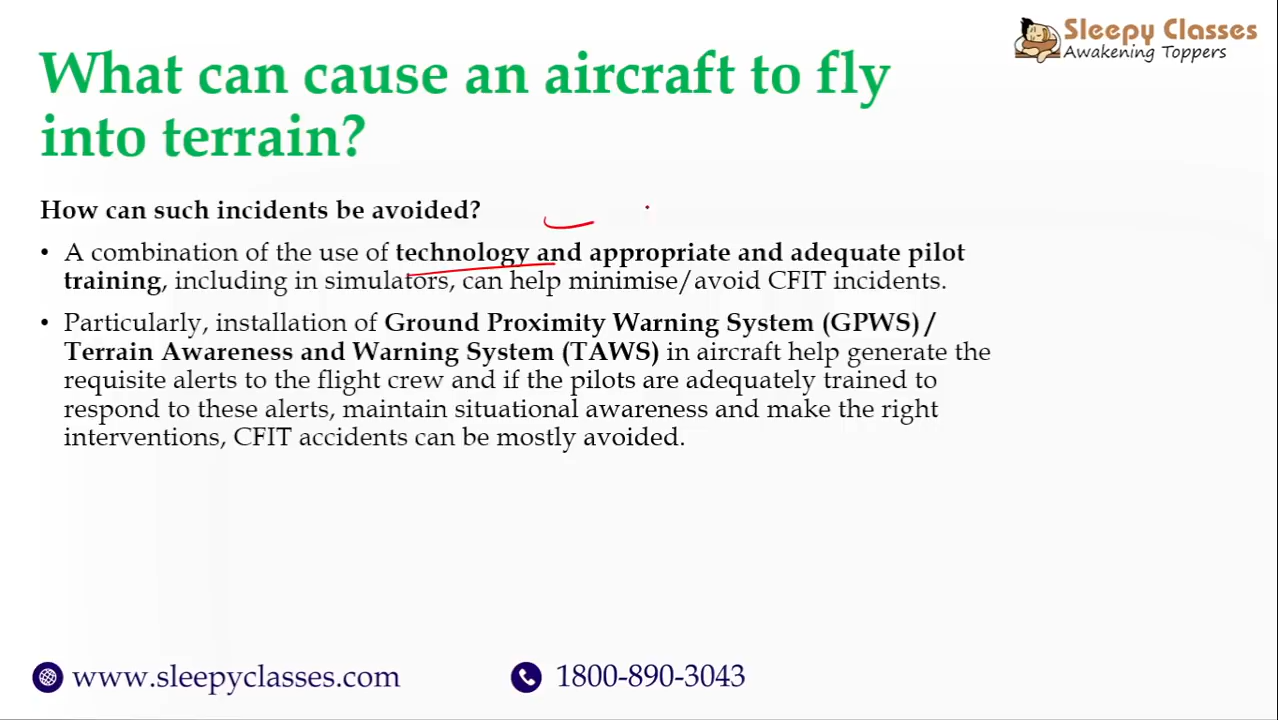 Sleepy Classes
Awakening Toppers
What can cause an aircraft to fly
into terrain?
How can such incidents be avoided?
• A combination of the use of technology and appropriate and adequate pilot
training, including in simulators, can help minimise/avoid CFIT incidents.
• Particularly, installation of Ground Proximity Warning System (GPWS)/
Terrain Awareness and Warning System (TAWS) in aircraft help generate the
requisite alerts to the flight crew and if the pilots are adequately trained to
respond to these alerts, maintain situational awareness and make the right
interventions, CFIT accidents can be mostly avoided.
www.sleepyclasses.com
1800-890-3043